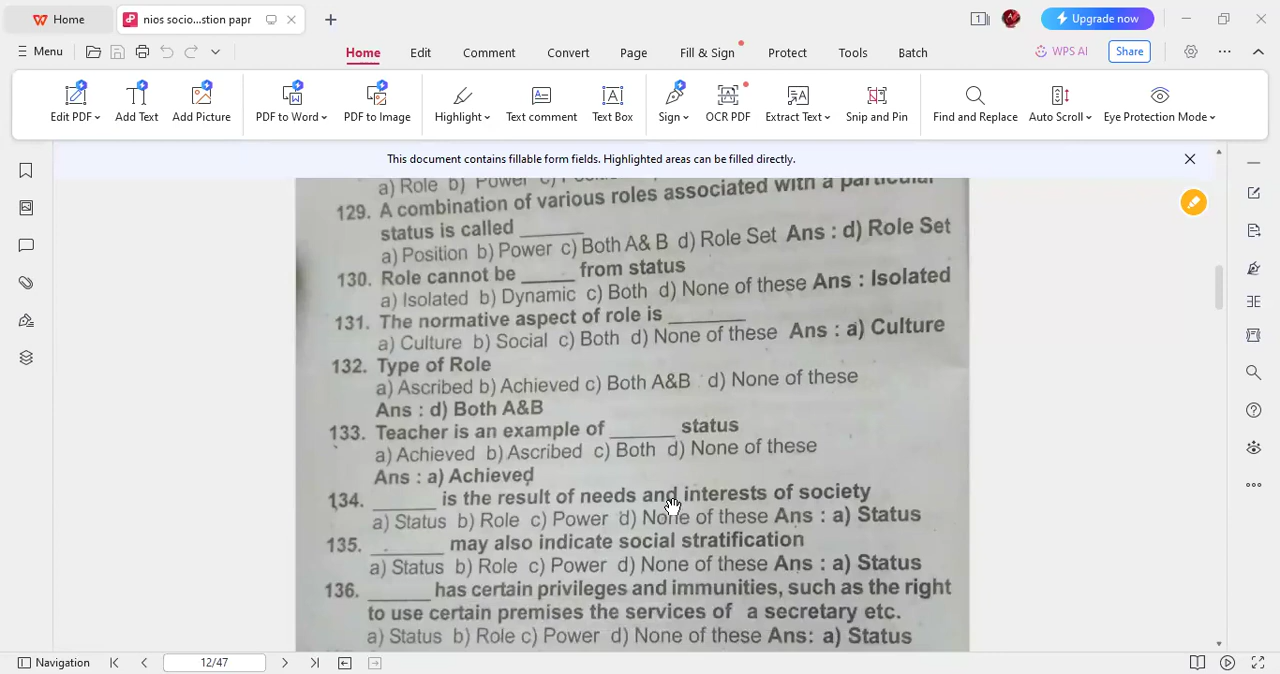 Home
nios socio...stion papr
1
Upgrade now
Menu
Home
Edit
Comment
Convert
Page
Fill & Sign
Protect
Tools
Batch
WPS AI
Share
Edit PDF
Add Text
Add Picture
PDF to Word
PDF to Image
Highlight
Text comment
Text Box
Sign
OCR PDF
Extract Text
Snip and Pin
Find and Replace
Auto Scroll
Eye Protection Mode
This document contains fillable form fields. Highlighted areas can be filled directly.
a) Role b) Power
129. A combination of various roles associated with a particular
status is called ______
a) Position b) Power c) Both A& B d) Role Set Ans : d) Role Set
130. Role cannot be _____ from status
a) Isolated b) Dynamic c) Both d) None of these Ans : Isolated
131. The normative aspect of role is ________
a) Culture b) Social c) Both d) None of these Ans : a) Culture
132. Type of Role
a) Ascribed b) Achieved c) Both A&B d) None of these
Ans : d) Both A&B
133. Teacher is an example of ______ status
a) Achieved b) Ascribed c) Both d) None of these
Ans : a) Achieved
134. ______ is the result of needs and interests of society
a) Status b) Role c) Power d) None of these Ans : a) Status
135. _______ may also indicate social stratification
a) Status b) Role c) Power d) None of these Ans : a) Status
136. ______ has certain privileges and immunities, such as the right
to use certain premises the services of a secretary etc.
a) Status b) Role c) Power d) None of these Ans: a) Status
Navigation
12/47